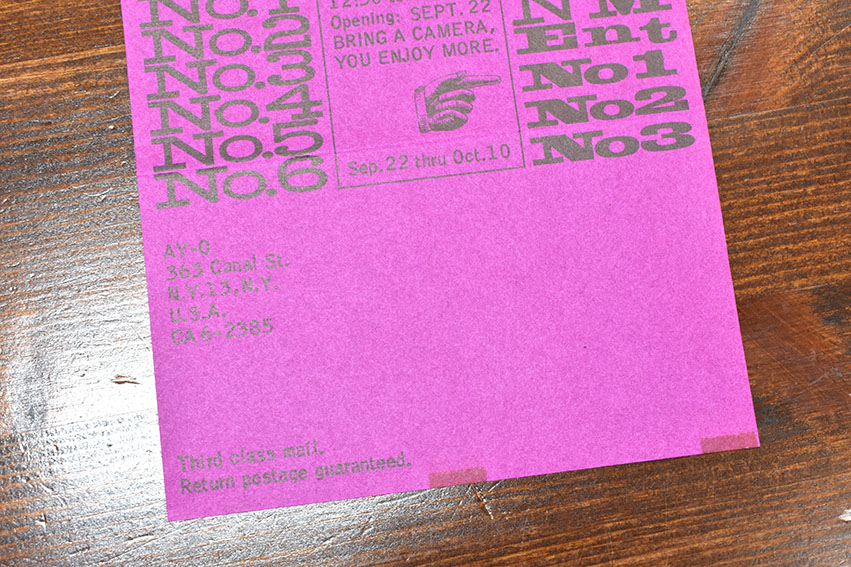 No.1
No.2
No.3
No.4
No.5
No.6
Opening: SEPT. 22
BRING A CAMERA,
YOU ENJOY MORE.
Sep.22 thru Oct.10
Ent
No1
No2
No3
AY-O
363 Canal St.
N.Y.13,N.Y.
U.S.A.
CA 6-2385
Third class mail.
Return postage guaranteed.